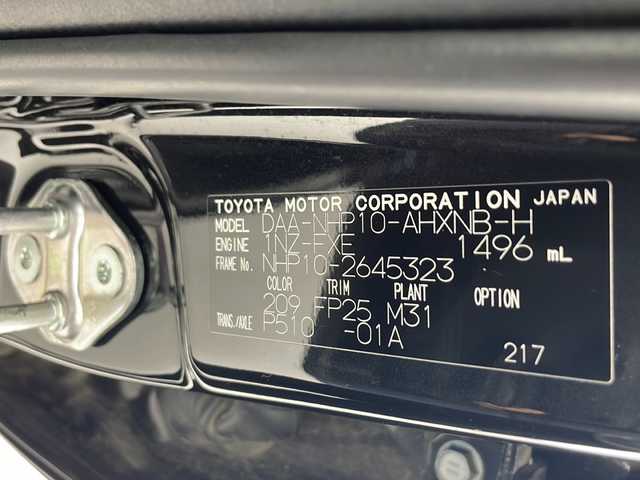 TOYOTA MOTOR CORPORATION JAPAN
MODEL DAA-NHP10-AHXNB-H
ENGINE 1NZ-FXE 1496 mL
FRAME No. NHP10-2645323
COLOR TRIM PLANT OPTION
209 FP25 M31
TRANS./AXLE P510 -01A
217